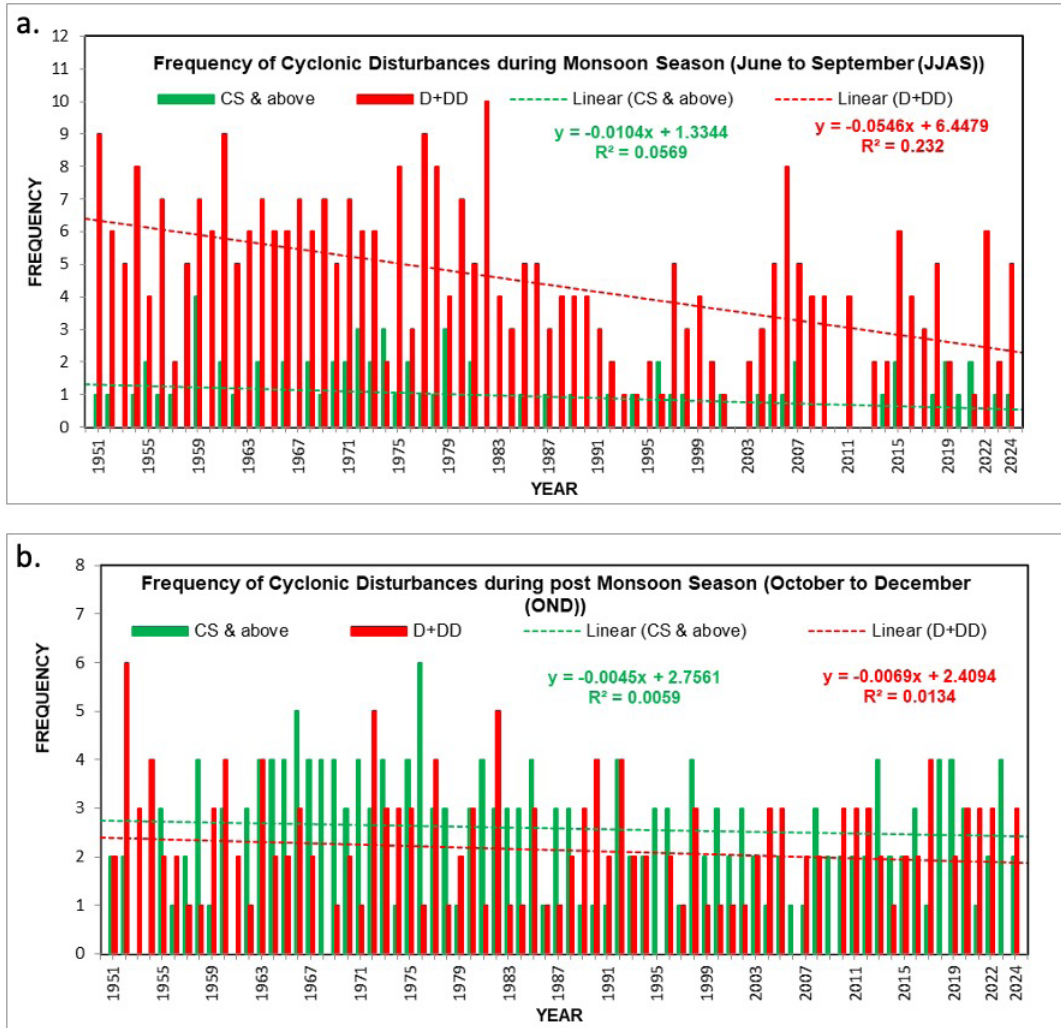 a.
Frequency of Cyclonic Disturbances during Monsoon Season (June to September (JJAS))
CS & above D+DD Linear (CS & above) Linear (D+DD)
y = -0.0104x + 1.3344 y = -0.0546x + 6.4479
R² = 0.0569 R² = 0.232
FREQUENCY
12
11
10
9
8
7
6
5
4
3
2
1
0
1951 1955 1959 1963 1967 1971 1975 1979 1983 1987 1991 1995 1999 2003 2007 2011 2015 2019 2022 2024
YEAR
b.
Frequency of Cyclonic Disturbances during post Monsoon Season (October to December
(OND))
CS & above D+DD Linear (CS & above) Linear (D+DD)
y = -0.0045x + 2.7561 y = -0.0069x + 2.4094
R² = 0.0059 R² = 0.0134
FREQUENCY
8
7
6
5
4
3
2
1
0
1951 1955 1959 1963 1967 1971 1975 1979 1983 1987 1991 1995 1999 2003 2007 2011 2015 2019 2022 2024
YEAR